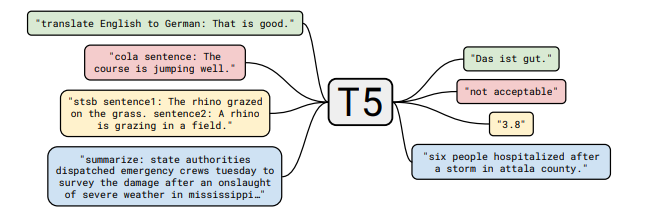 "translate English to German: That is good."
"cola sentence: The
course is jumping well."
"stsb sentence1: The rhino grazed
on the grass. sentence2: A rhino
is grazing in a field."
"summarize: state authorities
dispatched emergency crews tuesday to
survey the damage after an onslaught
of severe weather in mississippi…"
T5
"Das ist gut."
"not acceptable"
"3.8"
"six people hospitalized after
a storm in attala county."